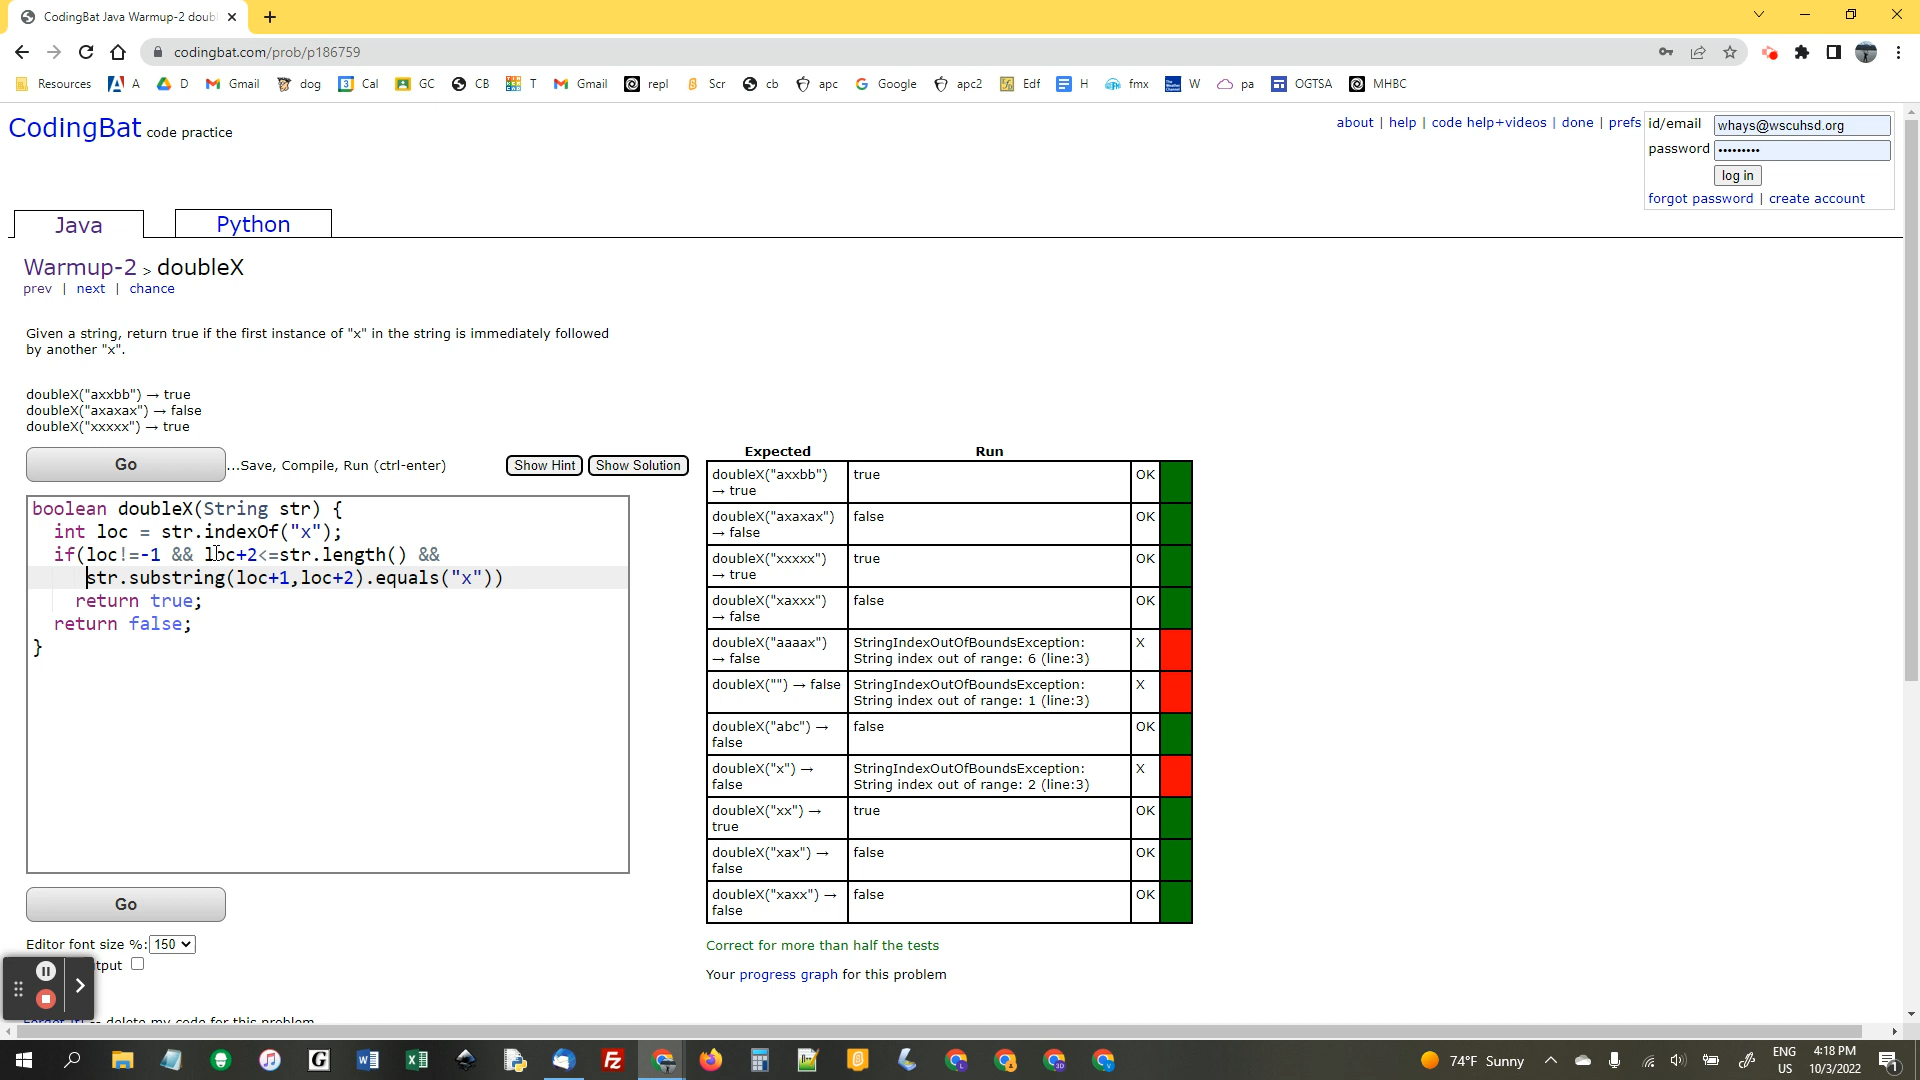 CodingBat Java Warmup-2 doub
codingbat.com/prob/p186759
Resources A D Gmail dog Cal GC CB T Gmail repl Scr cb apc Google apc2 Edf H fmx W pa OGTSA MHBC
CodingBat code practice
about | help | code help+videos | done | prefs
id/email whays@wscuhsd.org
password •••••••••
log in
forgot password | create account
Java Python
Warmup-2 > doubleX
prev | next | chance
Given a string, return true if the first instance of "x" in the string is immediately followed
by another "x".
doubleX("axxbb") → true
doubleX("axaxax") → false
doubleX("xxxxx") → true
Go ...Save, Compile, Run (ctrl-enter) Show Hint Show Solution
boolean doubleX(String str) {
int loc = str.indexOf("x");
if(loc!=-1 && loc+2<=str.length() &&
str.substring(loc+1,loc+2).equals("x"))
return true;
return false;
}
Go
Editor font size %: 150
tput
Forget It! -- delete my code for this problem
Expected Run
doubleX("axxbb") → true true OK
doubleX("axaxax") → false false OK
doubleX("xxxxx") → true true OK
doubleX("xaxxx") → false false OK
doubleX("aaaax") → false StringIndexOutOfBoundsException: String index out of range: 6 (line:3) X
doubleX("") → false StringIndexOutOfBoundsException: String index out of range: 1 (line:3) X
doubleX("abc") → false false OK
doubleX("x") → false StringIndexOutOfBoundsException: String index out of range: 2 (line:3) X
doubleX("xx") → true true OK
doubleX("xax") → false false OK
doubleX("xaxx") → false false OK
Correct for more than half the tests
Your progress graph for this problem
74°F Sunny
ENG
US
4:18 PM
10/3/2022
1